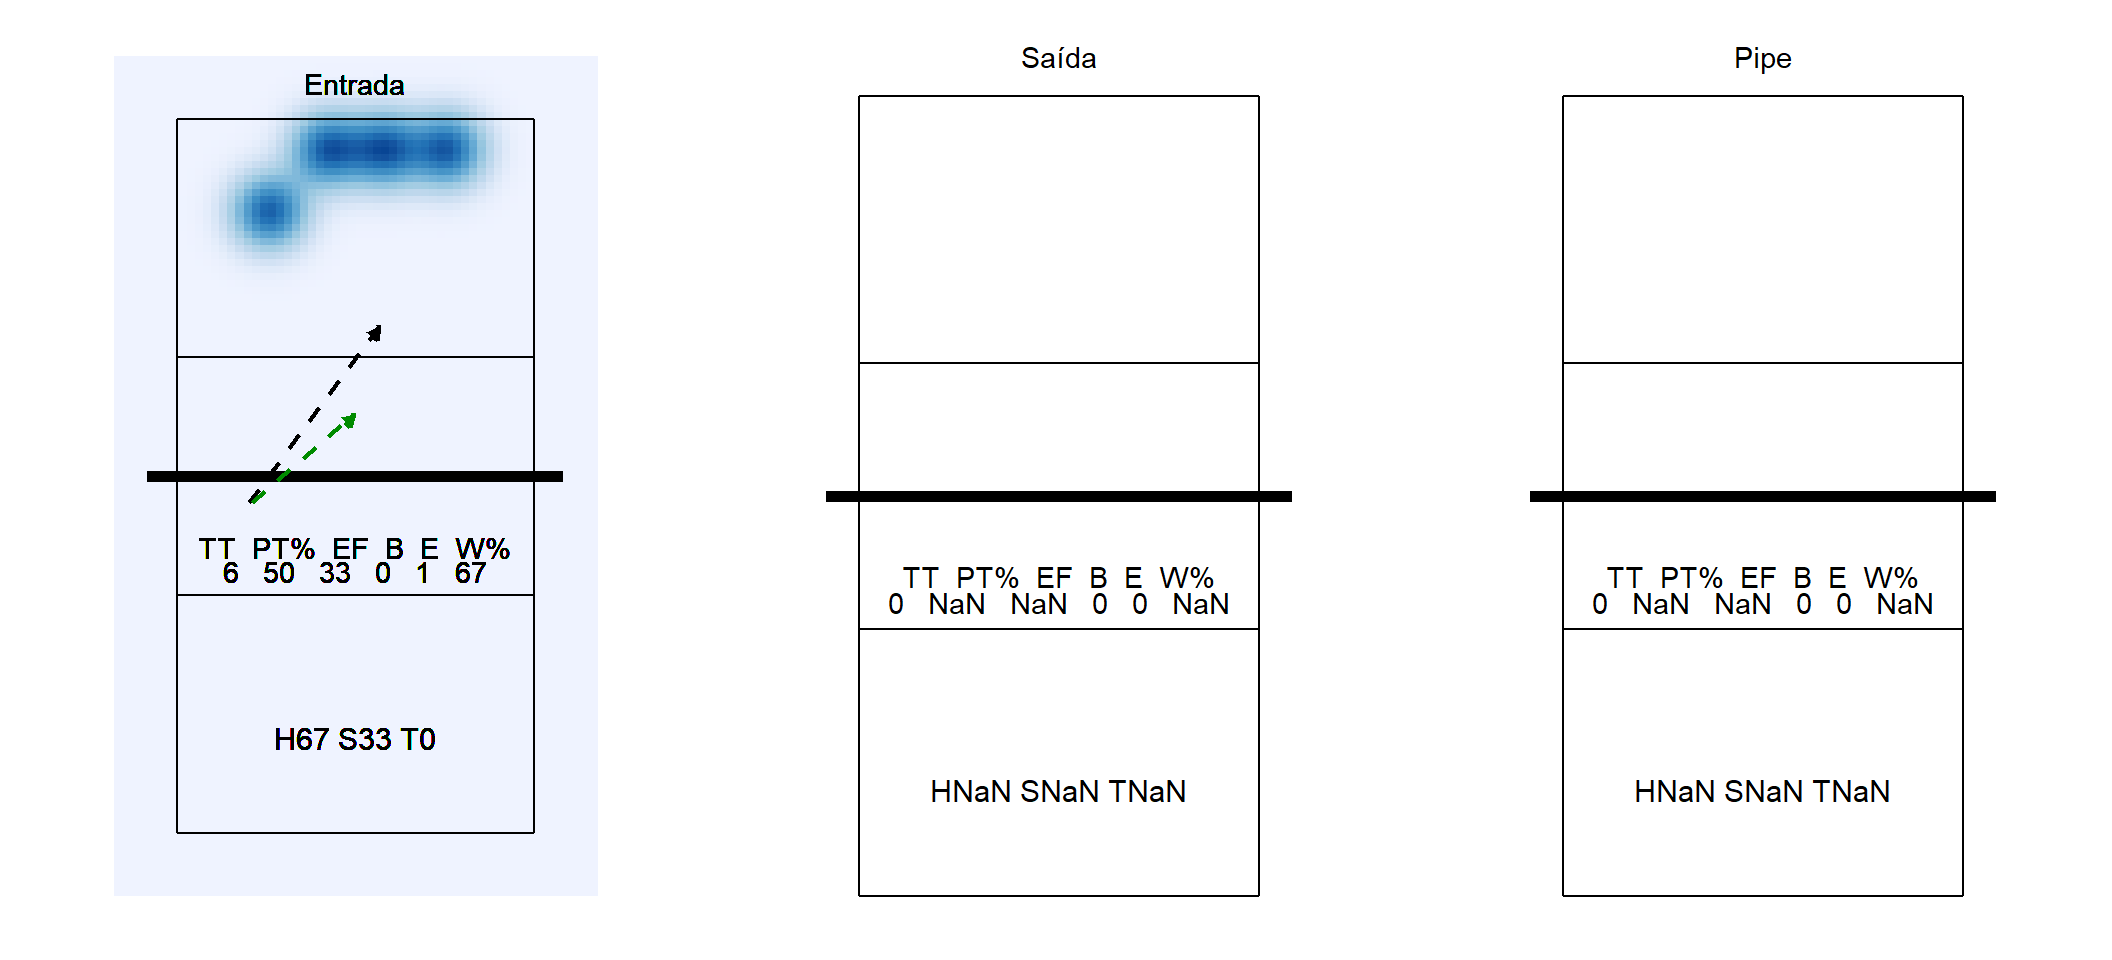 Entrada
TT PT% EF B E W%
6 50 33 0 1 67
H67 S33 T0
Saída
TT PT% EF B E W%
0 NaN NaN 0 0 NaN
HNaN SNaN TNaN
Pipe
TT PT% EF B E W%
0 NaN NaN 0 0 NaN
HNaN SNaN TNaN